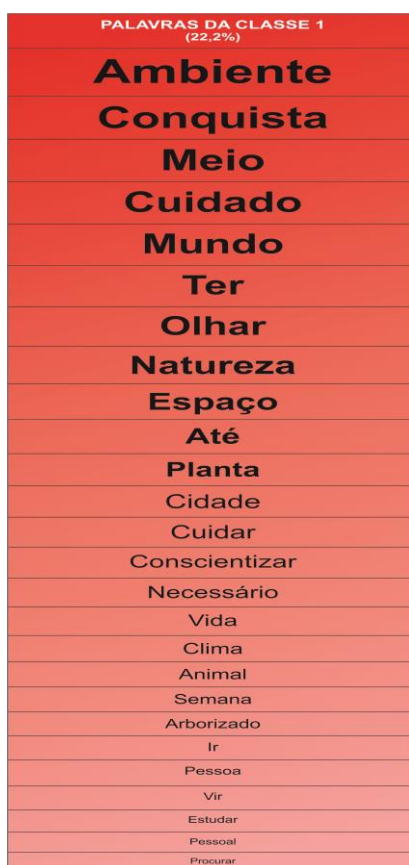 PALAVRAS DA CLASSE 1
(22,2%)
Ambiente
Conquista
Meio
Cuidado
Mundo
Ter
Olhar
Natureza
Espaço
Até
Planta
Cidade
Cuidar
Conscientizar
Necessário
Vida
Clima
Animal
Semana
Arborizado
Ir
Pessoa
Vir
Estudar
Pessoal
Procurar